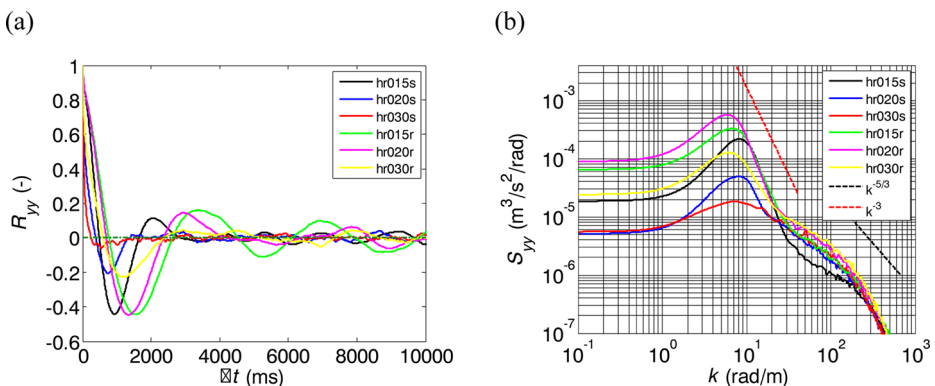 (a)
(b)
1
0.8
0.6
0.4
0.2
0
-0.2
-0.4
-0.6
R_yy (-)
hr015s
hr020s
hr030s
hr015r
hr020r
hr030r
0 2000 4000 6000 8000 10000
□t (ms)
10^-3
10^-4
10^-5
10^-6
10^-7
S_yy (m^3/s^2/rad)
hr015s
hr020s
hr030s
hr015r
hr020r
hr030r
k^-5/3
k^-3
10^-1 10^0 10^1 10^2 10^3
k (rad/m)